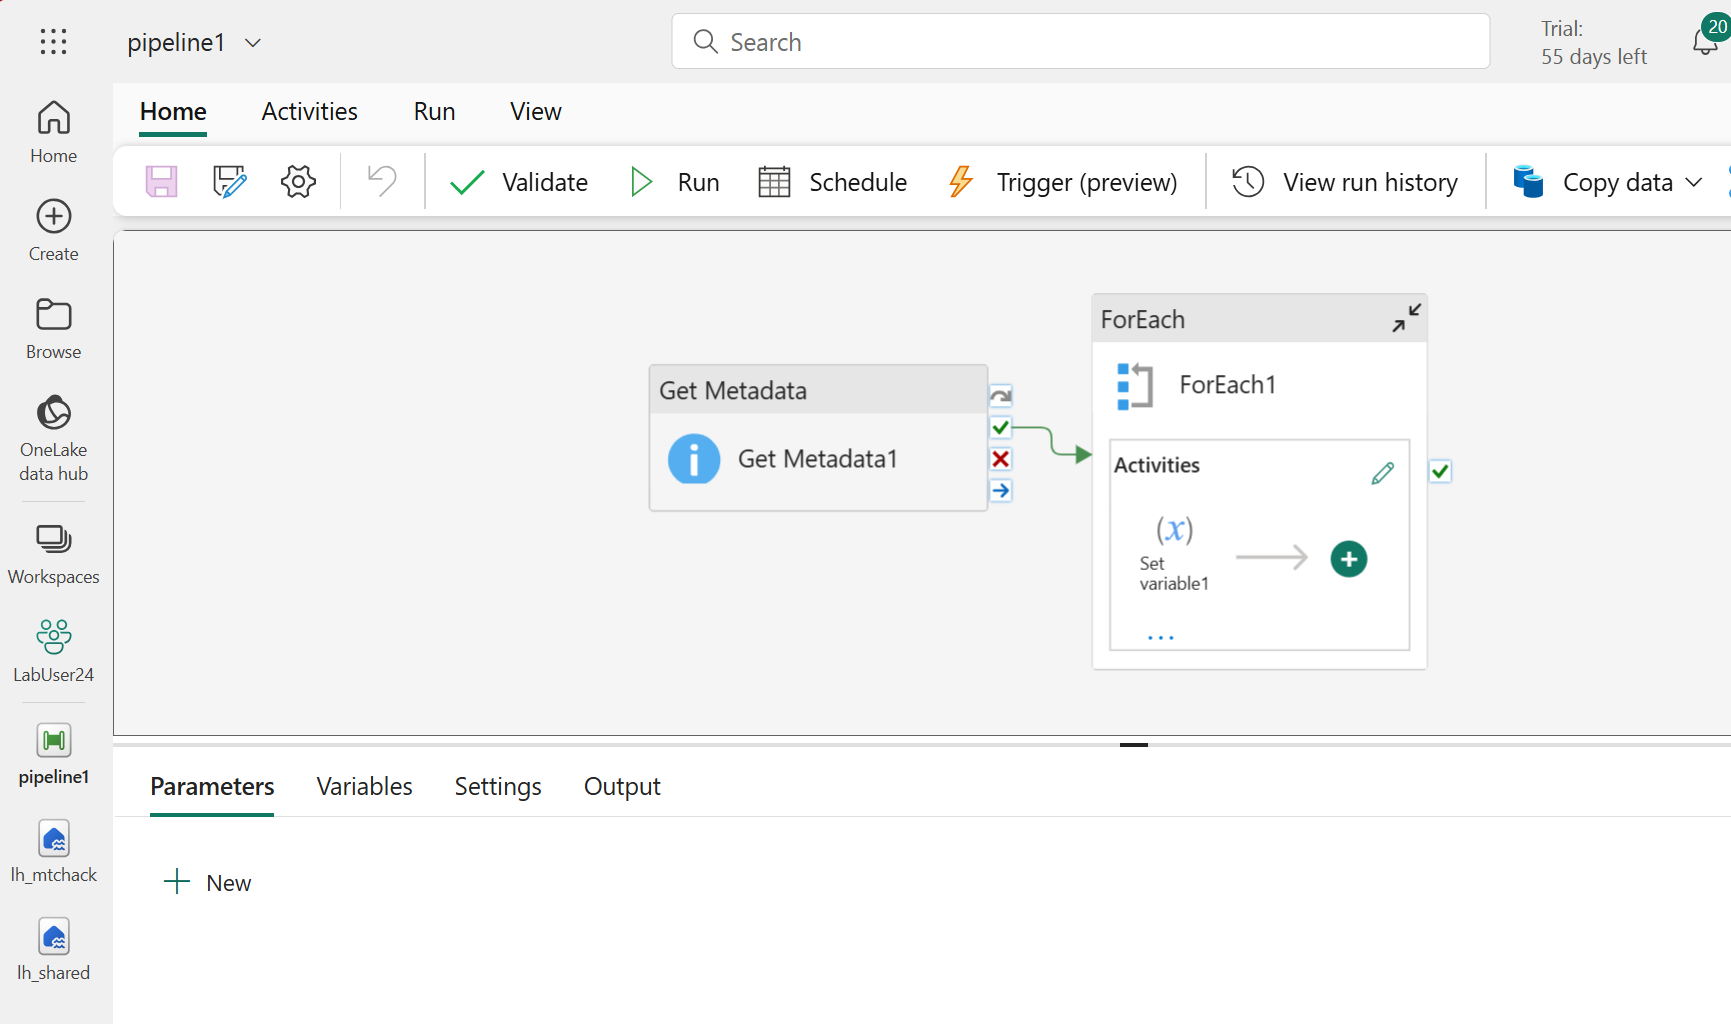 pipeline1
Search
Trial:
55 days left
20
Home
Activities
Run
View
Validate
Run
Schedule
Trigger (preview)
View run history
Copy data
Home
Create
Browse
OneLake
data hub
Workspaces
LabUser24
pipeline1
lh_mtchack
lh_shared
Get Metadata
Get Metadata1
ForEach
ForEach1
Activities
(x)
Set
variable1
...
Parameters
Variables
Settings
Output
New